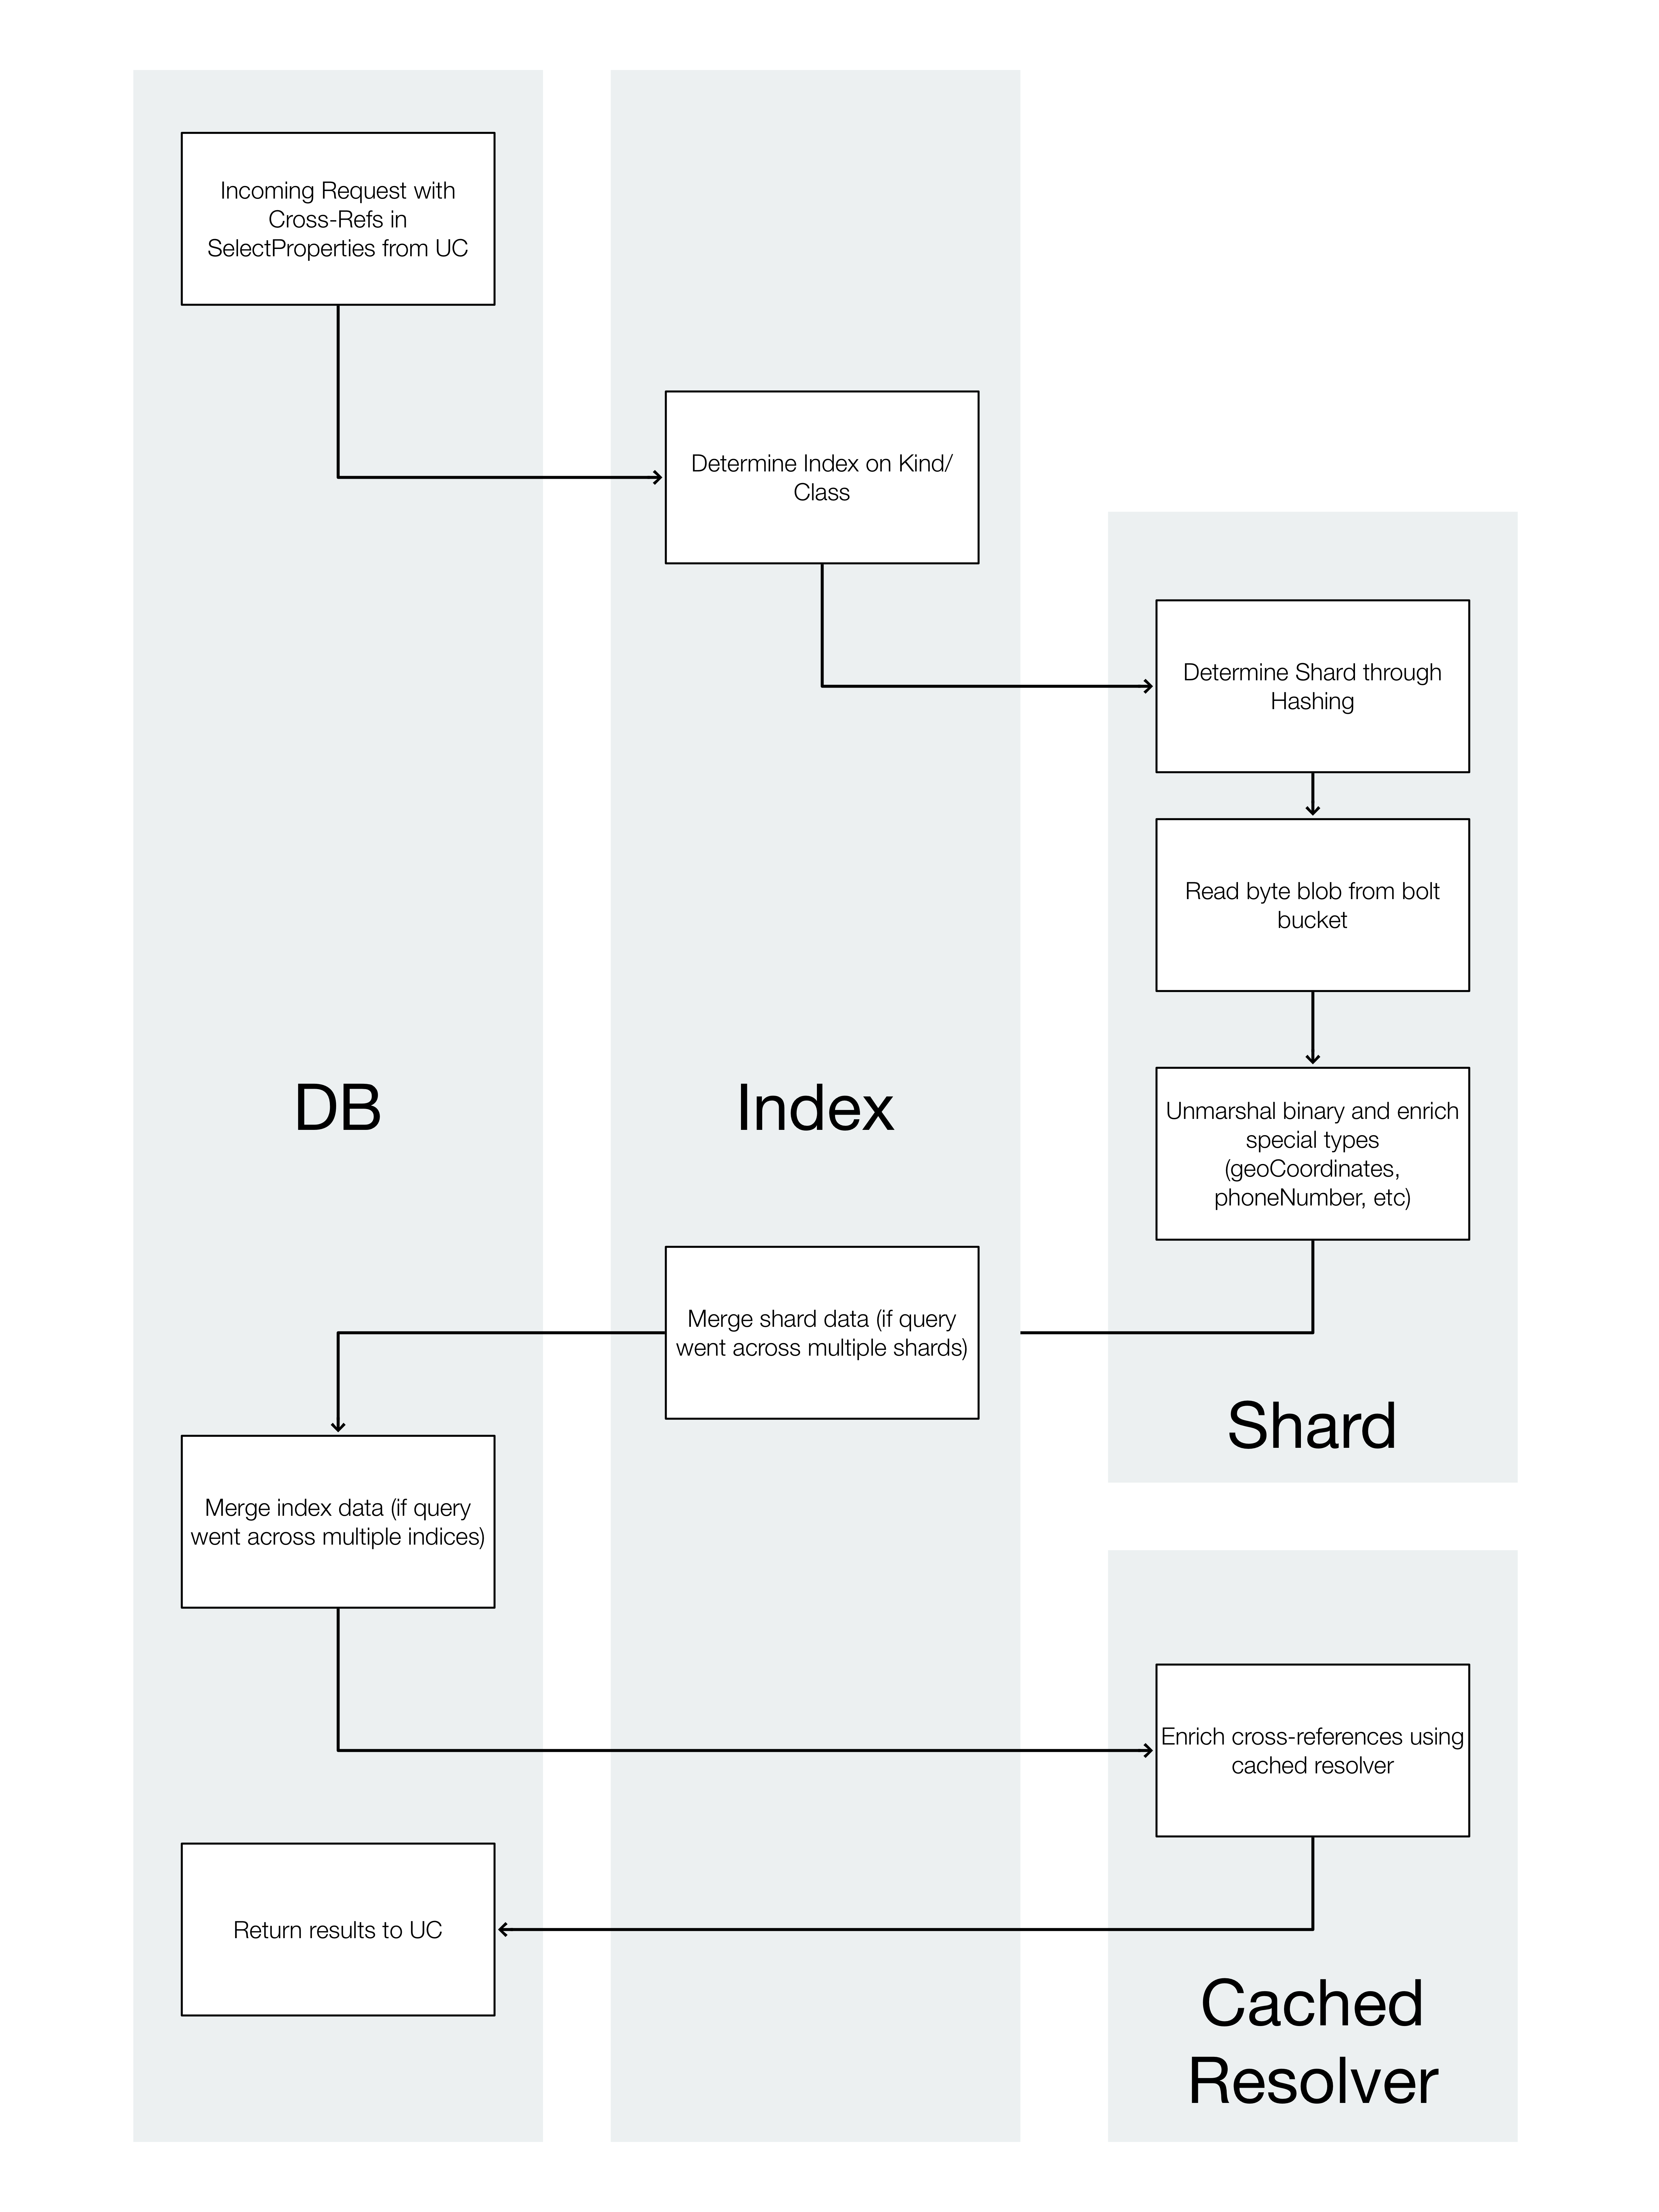 Incoming Request with
Cross-Refs in
SelectProperties from UC
Determine Index on Kind/
Class
Determine Shard through
Hashing
Read byte blob from bolt
bucket
DB
Index
Unmarshal binary and enrich
special types
(geoCoordinates,
phoneNumber, etc)
Merge shard data (if query
went across multiple shards)
Shard
Merge index data (if query
went across multiple indices)
Enrich cross-references using
cached resolver
Return results to UC
Cached
Resolver